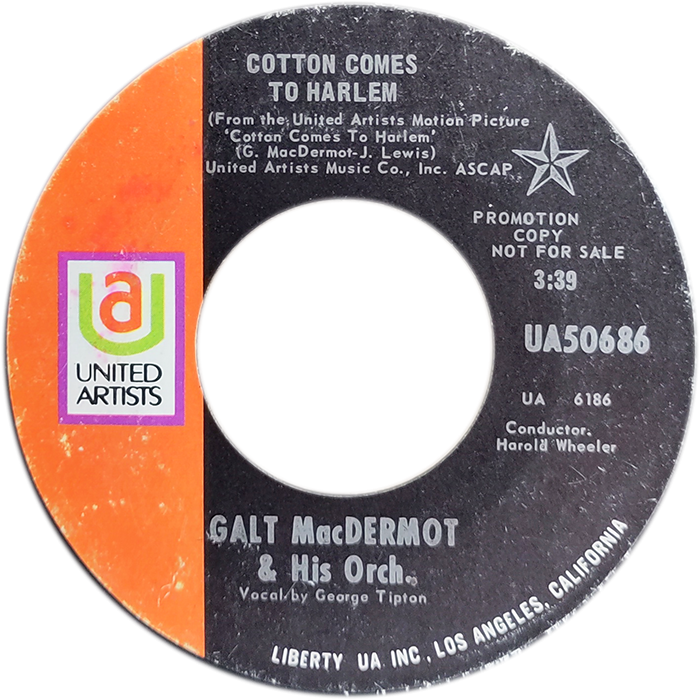 COTTON COMES
TO HARLEM
(From the United Artists Motion Picture
'Cotton Comes To Harlem'
(G. MacDermot-J. Lewis)
United Artists Music Co., Inc. ASCAP
PROMOTION
COPY
NOT FOR SALE
3:39
UA50686
UA 6186
Conductor.
Harold Wheeler
ua
UNITED
ARTISTS
GALT MacDERMOT
& His Orch.
Vocal by George Tipton
LIBERTY UA INC., LOS ANGELES, CALIFORNIA